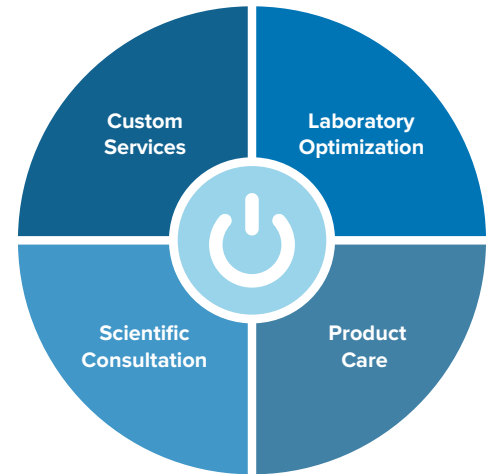 Custom
Services
Laboratory
Optimization
Scientific
Consultation
Product
Care